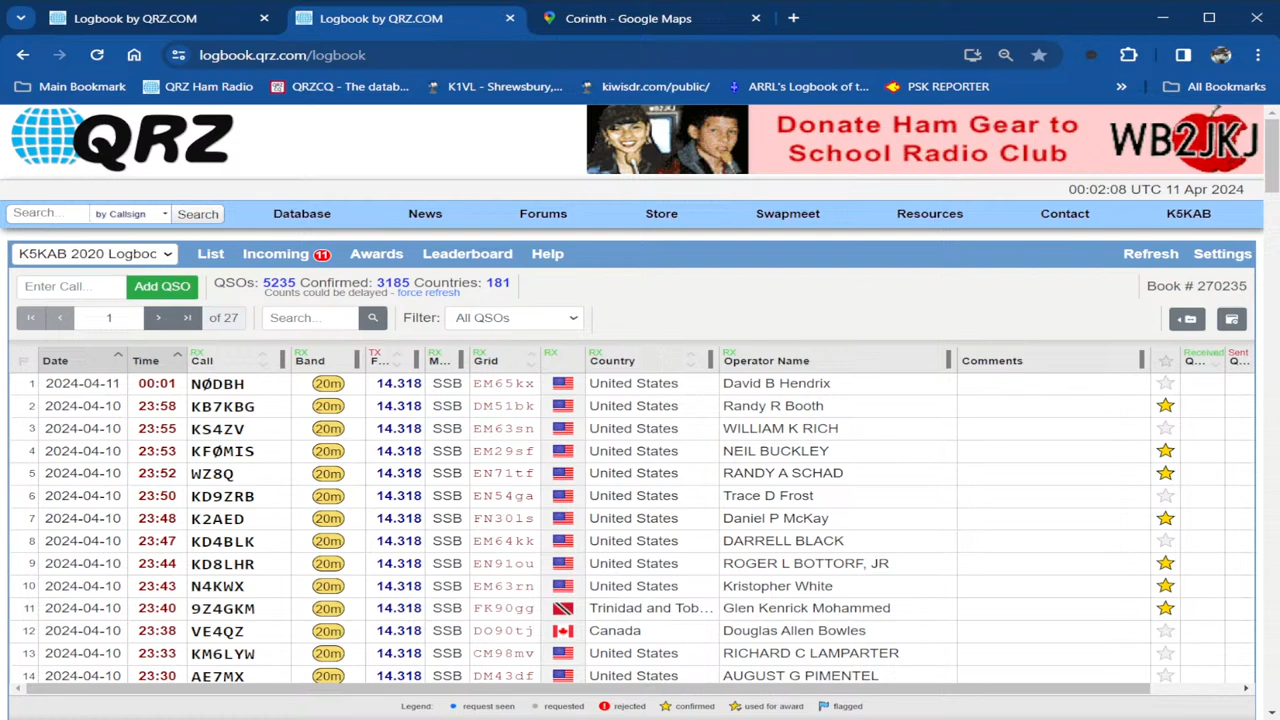 Logbook by QRZ.COM Logbook by QRZ.COM Corinth - Google Maps
logbook.qrz.com/logbook
Main Bookmark QRZ Ham Radio QRZCQ - The datab... K1VL - Shrewsbury,... kiwisdr.com/public/ ARRL's Logbook of t... PSK REPORTER » All Bookmarks
QRZ Donate Ham Gear to School Radio Club WB2JKJ
00:02:08 UTC 11 Apr 2024
Search... by Callsign Search Database News Forums Store Swapmeet Resources Contact K5KAB
K5KAB 2020 Logboc List Incoming 11 Awards Leaderboard Help Refresh Settings
Enter Call... Add QSO QSOs: 5235 Confirmed: 3185 Countries: 181 Book # 270235
Counts could be delayed - force refresh
1 of 27 Search... Filter: All QSOs
RX TX RX RX RX RX Received Sent
Date Time Call Band F... M... Grid Country Operator Name Comments Q... Q...
1 2024-04-11 00:01 NØDBH 20m 14.318 SSB EM65kx United States David B Hendrix
2 2024-04-10 23:58 KB7KBG 20m 14.318 SSB DM51bk United States Randy R Booth
3 2024-04-10 23:55 KS4ZV 20m 14.318 SSB EM63sn United States WILLIAM K RICH
4 2024-04-10 23:53 KFØMIS 20m 14.318 SSB EM29sf United States NEIL BUCKLEY
5 2024-04-10 23:52 WZ8Q 20m 14.318 SSB EN71tf United States RANDY A SCHAD
6 2024-04-10 23:50 KD9ZRB 20m 14.318 SSB EN54ga United States Trace D Frost
7 2024-04-10 23:48 K2AED 20m 14.318 SSB FN30ls United States Daniel P McKay
8 2024-04-10 23:47 KD4BLK 20m 14.318 SSB EM64kk United States DARRELL BLACK
9 2024-04-10 23:44 KD8LHR 20m 14.318 SSB EN91ou United States ROGER L BOTTORF, JR
10 2024-04-10 23:43 N4KWX 20m 14.318 SSB EM63rn United States Kristopher White
11 2024-04-10 23:40 9Z4GKM 20m 14.318 SSB FK90gg Trinidad and Tob... Glen Kenrick Mohammed
12 2024-04-10 23:38 VE4QZ 20m 14.318 SSB DO90tj Canada Douglas Allen Bowles
13 2024-04-10 23:33 KM6LYW 20m 14.318 SSB CM98mv United States RICHARD C LAMPARTER
14 2024-04-10 23:30 AE7MX 20m 14.318 SSB DM43df United States AUGUST G PIMENTEL
Legend: request seen requested rejected confirmed used for award flagged